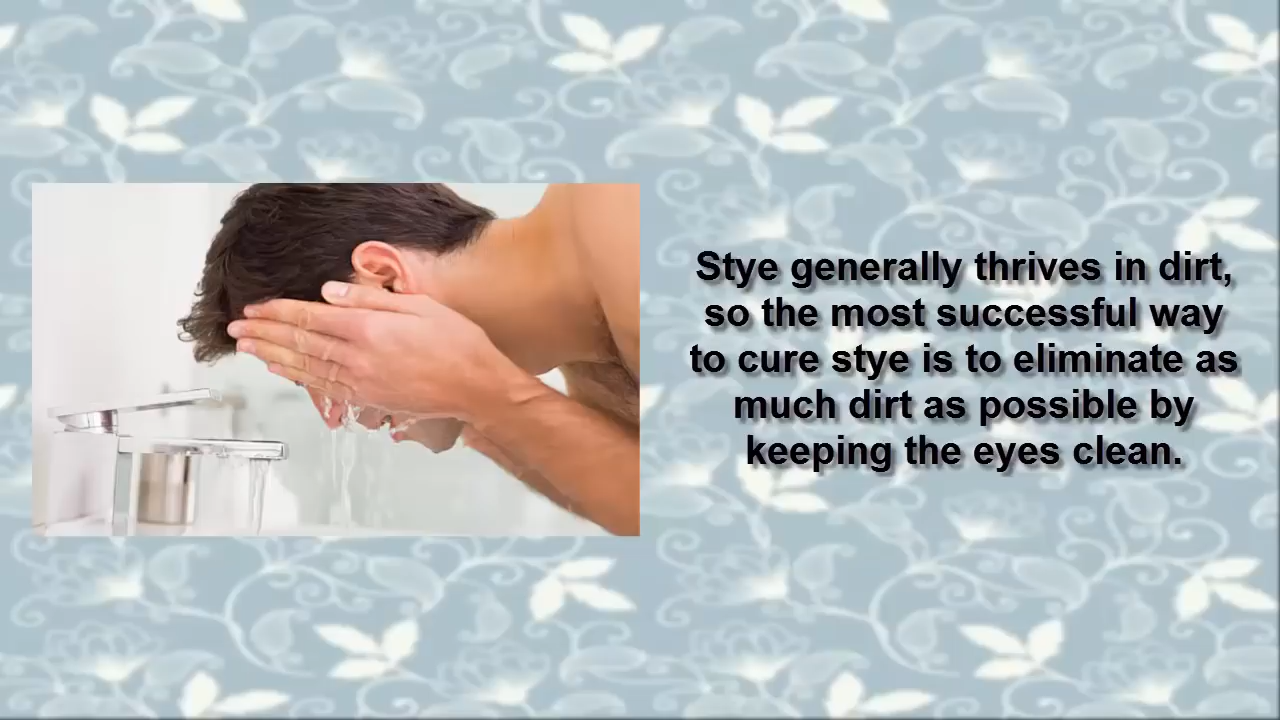 Stye generally thrives in dirt,
so the most successful way
to cure stye is to eliminate as
much dirt as possible by
keeping the eyes clean.